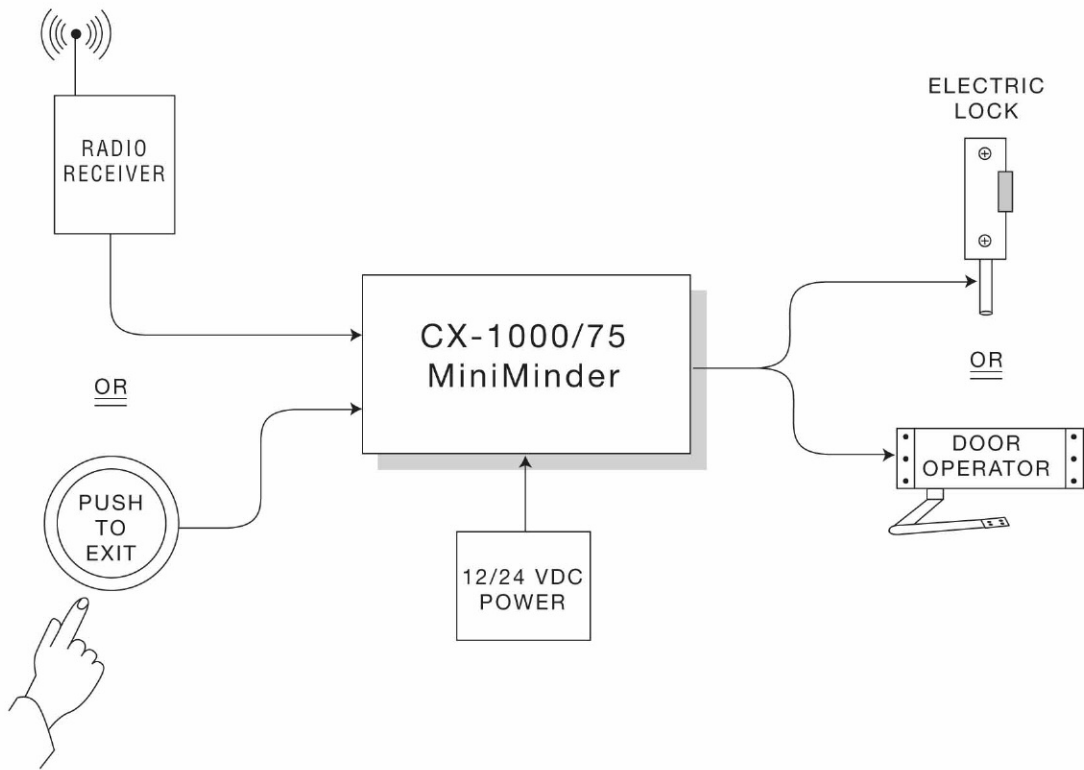 RADIO
RECEIVER
OR
PUSH
TO
EXIT
CX-1000/75
MiniMinder
12/24 VDC
POWER
ELECTRIC
LOCK
OR
DOOR
OPERATOR